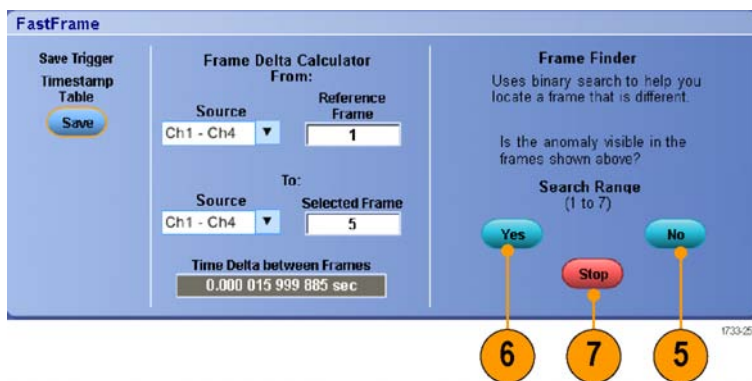 FastFrame
Save Trigger
Timestamp
Table
Save
Frame Delta Calculator
From:
Source
Reference
Frame
Ch1 - Ch4
1
To:
Source
Selected Frame
Ch1 - Ch4
5
Time Delta between Frames
0.000 015 999 885 sec
Frame Finder
Uses binary search to help you
locate a frame that is different.
Is the anomaly visible in the
frames shown above?
Search Range
(1 to 7)
Yes
No
Stop
6
7
5